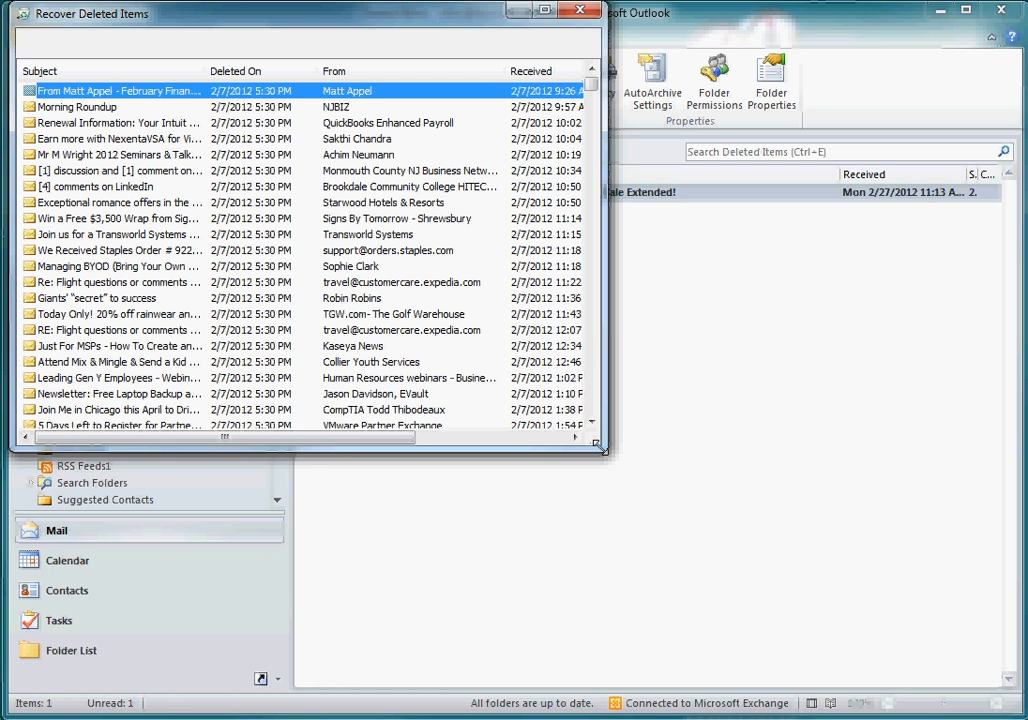 Recover Deleted Items
soft Outlook
AutoArchive Settings
Folder Permissions
Folder Properties
Properties
Search Deleted Items (Ctrl+E)
Received S. C...
ale Extended! Mon 2/27/2012 11:13 A... 2.
Subject Deleted On From Received
From Matt Appel - February Finan... 2/7/2012 5:30 PM Matt Appel 2/7/2012 9:26 A
Morning Roundup 2/7/2012 5:30 PM NJBIZ 2/7/2012 9:57 A
Renewal Information: Your Intuit ... 2/7/2012 5:30 PM QuickBooks Enhanced Payroll 2/7/2012 10:02
Earn more with NexentaVSA for Vi... 2/7/2012 5:30 PM Sakthi Chandra 2/7/2012 10:04
Mr M Wright 2012 Seminars & Talk... 2/7/2012 5:30 PM Achim Neumann 2/7/2012 10:19
[1] discussion and [1] comment on... 2/7/2012 5:30 PM Monmouth County NJ Business Netw... 2/7/2012 10:34
[4] comments on LinkedIn 2/7/2012 5:30 PM Brookdale Community College HITEC... 2/7/2012 10:50
Exceptional romance offers in the ... 2/7/2012 5:30 PM Starwood Hotels & Resorts 2/7/2012 10:50
Win a Free $3,500 Wrap from Sig... 2/7/2012 5:30 PM Signs By Tomorrow - Shrewsbury 2/7/2012 11:14
Join us for a Transworld Systems ... 2/7/2012 5:30 PM Transworld Systems 2/7/2012 11:15
We Received Staples Order # 922... 2/7/2012 5:30 PM support@orders.staples.com 2/7/2012 11:18
Managing BYOD (Bring Your Own ... 2/7/2012 5:30 PM Sophie Clark 2/7/2012 11:18
Re: Flight questions or comments ... 2/7/2012 5:30 PM travel@customercare.expedia.com 2/7/2012 11:22
Giants' "secret" to success 2/7/2012 5:30 PM Robin Robins 2/7/2012 11:36
Today Only! 20% off rainwear an... 2/7/2012 5:30 PM TGW.com- The Golf Warehouse 2/7/2012 11:43
RE: Flight questions or comments ... 2/7/2012 5:30 PM travel@customercare.expedia.com 2/7/2012 12:07
Just For MSPs - How To Create an... 2/7/2012 5:30 PM Kaseya News 2/7/2012 12:34
Attend Mix & Mingle & Send a Kid ... 2/7/2012 5:30 PM Collier Youth Services 2/7/2012 12:46
Leading Gen Y Employees - Webin... 2/7/2012 5:30 PM Human Resources webinars - Busine... 2/7/2012 1:02 P
Newsletter: Free Laptop Backup a... 2/7/2012 5:30 PM Jason Davidson, EVault 2/7/2012 1:10 P
Join Me in Chicago this April to Dri... 2/7/2012 5:30 PM CompTIA Todd Thibodeaux 2/7/2012 1:38 P
5 Days Left to Register for Partne... 2/7/2012 5:30 PM VMware Partner Exchange 2/7/2012 1:54 P
RSS Feeds1
Search Folders
Suggested Contacts
Mail
Calendar
Contacts
Tasks
Folder List
Items: 1 Unread: 1 All folders are up to date. Connected to Microsoft Exchange